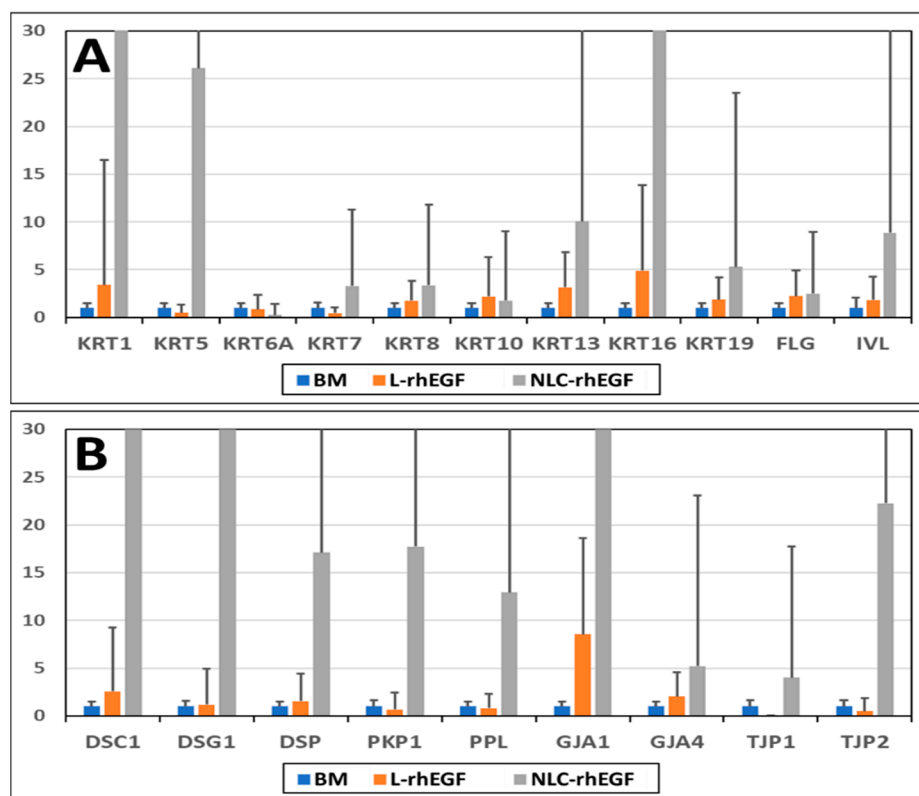 A
30
25
20
15
10
5
0
KRT1 KRT5 KRT6A KRT7 KRT8 KRT10 KRT13 KRT16 KRT19 FLG IVL
BM L-rhEGF NLC-rhEGF
B
30
25
20
15
10
5
0
DSC1 DSG1 DSP PKP1 PPL GJA1 GJA4 TJP1 TJP2
BM L-rhEGF NLC-rhEGF